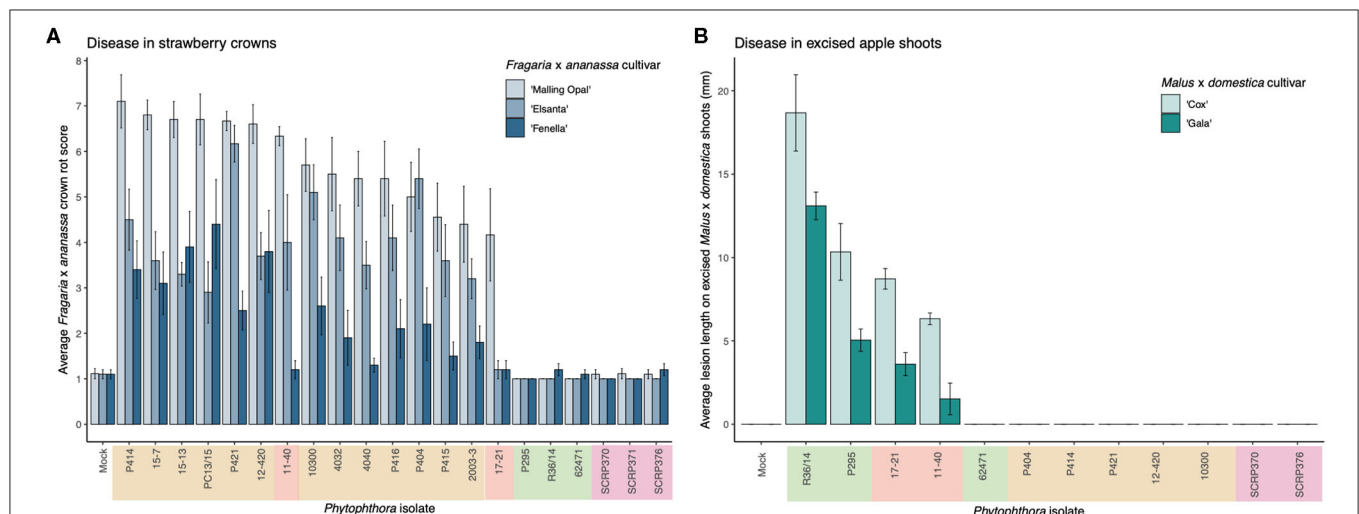 A
Disease in strawberry crowns
8
7
6
5
4
3
2
1
0
Average Fragaria x ananassa crown rot score
Fragaria x ananassa cultivar
'Malling Opal'
'Elsanta'
'Fenella'
Mock
P414
15-7
15-13
PC13/15
P421
12-420
11-40
10300
4032
4040
P416
P404
P415
2003-3
17-21
P295
R36/14
62471
SCRP370
SCRP371
SCRP376
Phytophthora isolate
B
Disease in excised apple shoots
20
15
10
5
0
Average lesion length on excised Malus x domestica shoots (mm)
Malus x domestica cultivar
'Cox'
'Gala'
Mock
R36/14
P295
17-21
11-40
62471
P404
P414
P421
12-420
10300
SCRP370
SCRP376
Phytophthora isolate